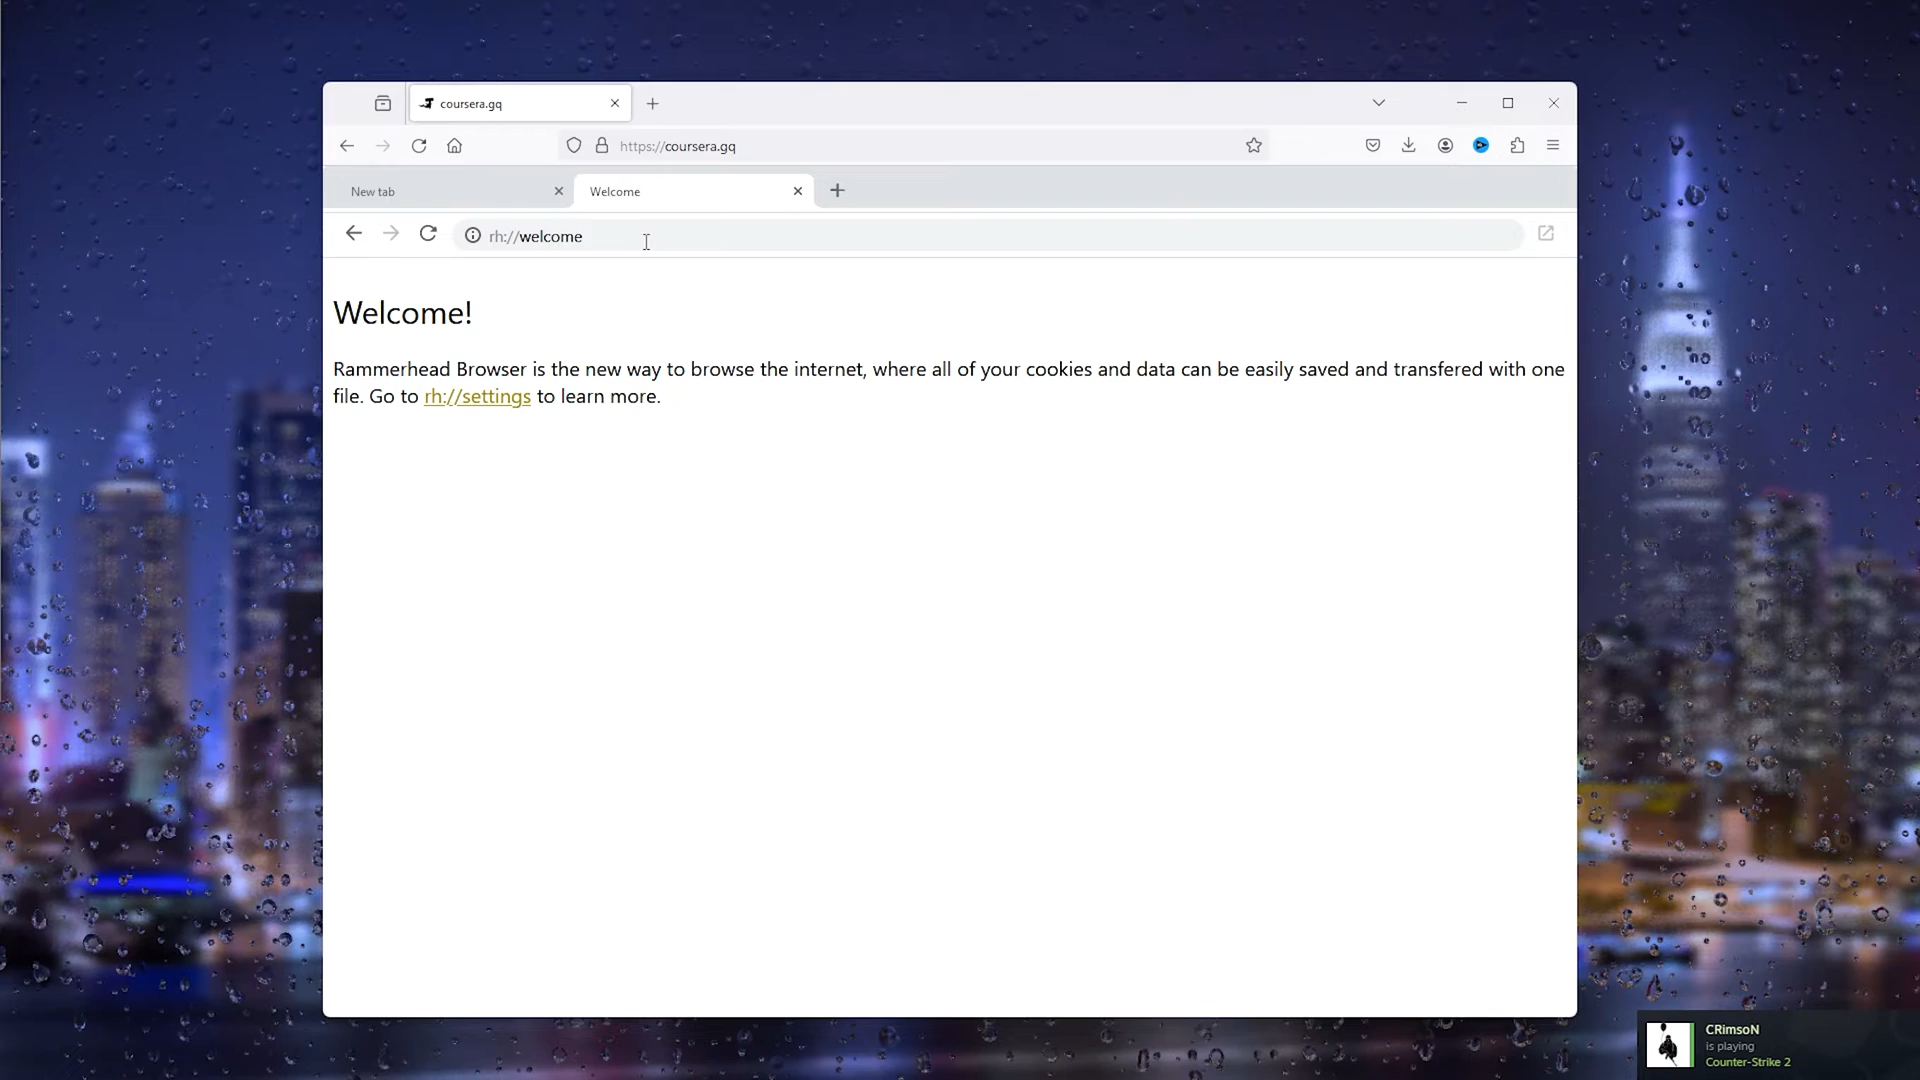 coursera.gq
https://coursera.gq
New tab
Welcome
rh://welcome
Welcome!
Rammerhead Browser is the new way to browse the internet, where all of your cookies and data can be easily saved and transfered with one
file. Go to rh://settings to learn more.
CRimsoN
is playing
Counter-Strike 2